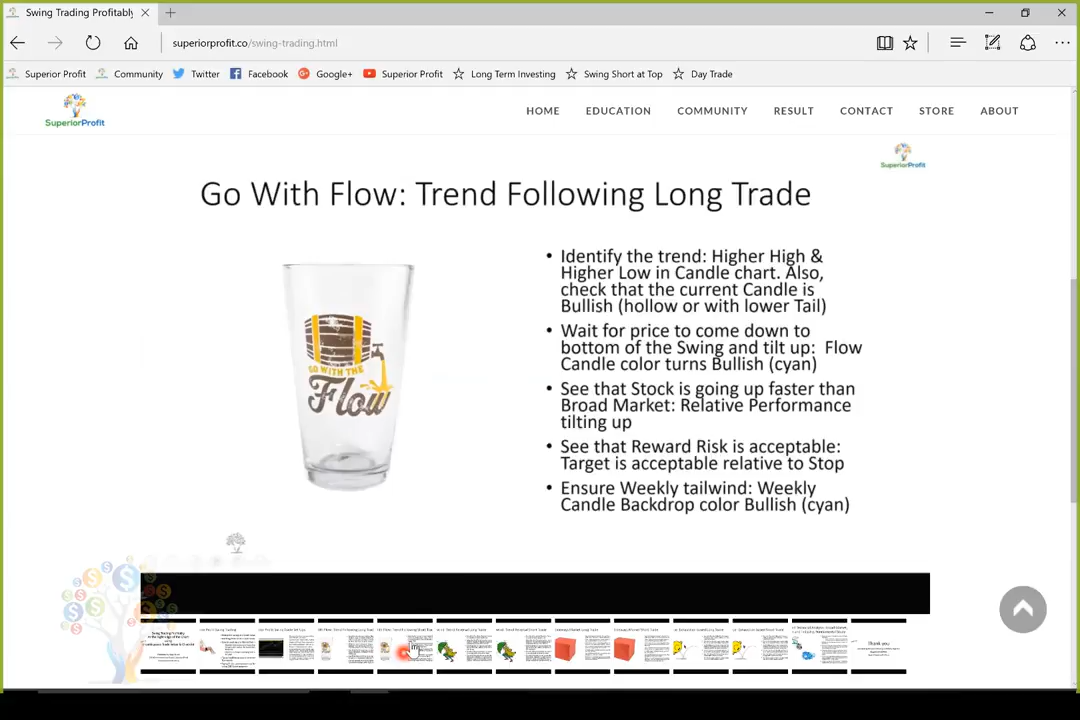 Swing Trading Profitably
superiorprofit.co/swing-trading.html
Superior Profit
Community
Twitter
Facebook
Google+
Superior Profit
Long Term Investing
Swing Short at Top
Day Trade
SuperiorProfit
HOME
EDUCATION
COMMUNITY
RESULT
CONTACT
STORE
ABOUT
SuperiorProfit
Go With Flow: Trend Following Long Trade
• Identify the trend: Higher High &
Higher Low in Candle chart. Also,
check that the current Candle is
Bullish (hollow or with lower Tail)
• Wait for price to come down to
bottom of the Swing and tilt up: Flow
Candle color turns Bullish (cyan)
• See that Stock is going up faster than
Broad Market: Relative Performance
tilting up
• See that Reward Risk is acceptable:
Target is acceptable relative to Stop
• Ensure Weekly tailwind: Weekly
Candle Backdrop color Bullish (cyan)
GO WITH THE
Flow
Thank you